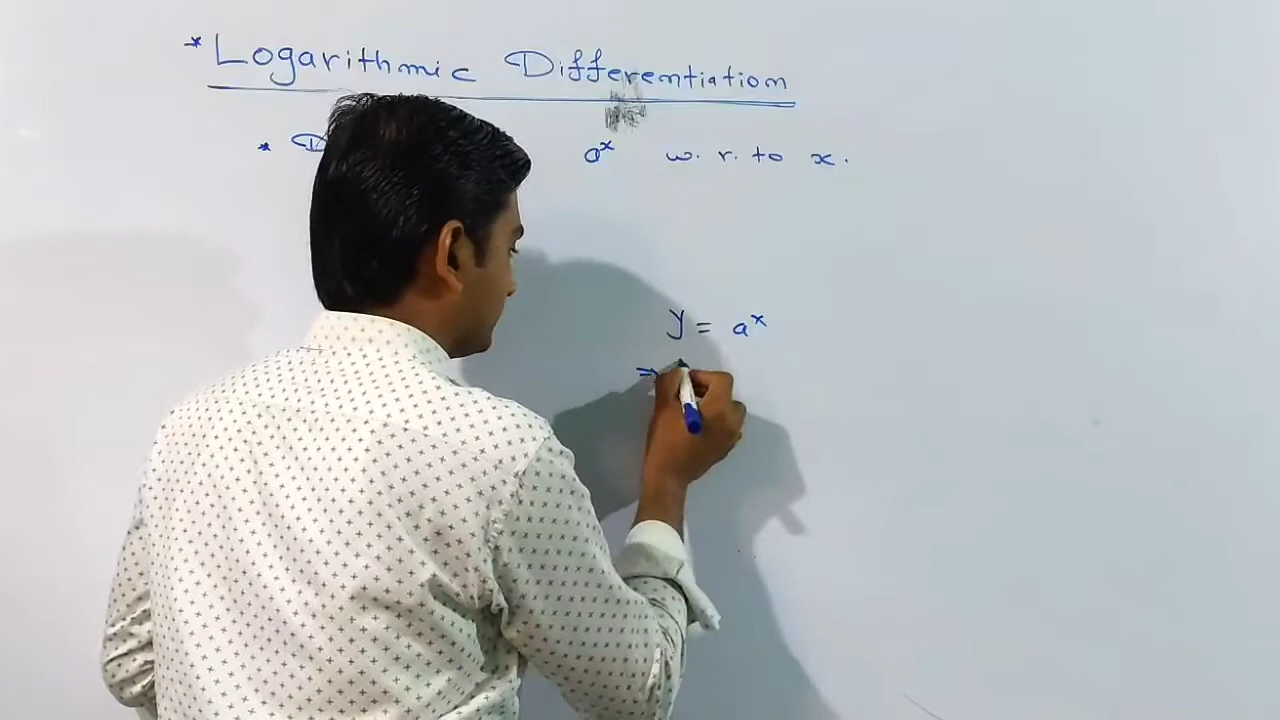 * Logarithmic Differentiation
* D a^x w. r. to x.
y = a^x
⇒